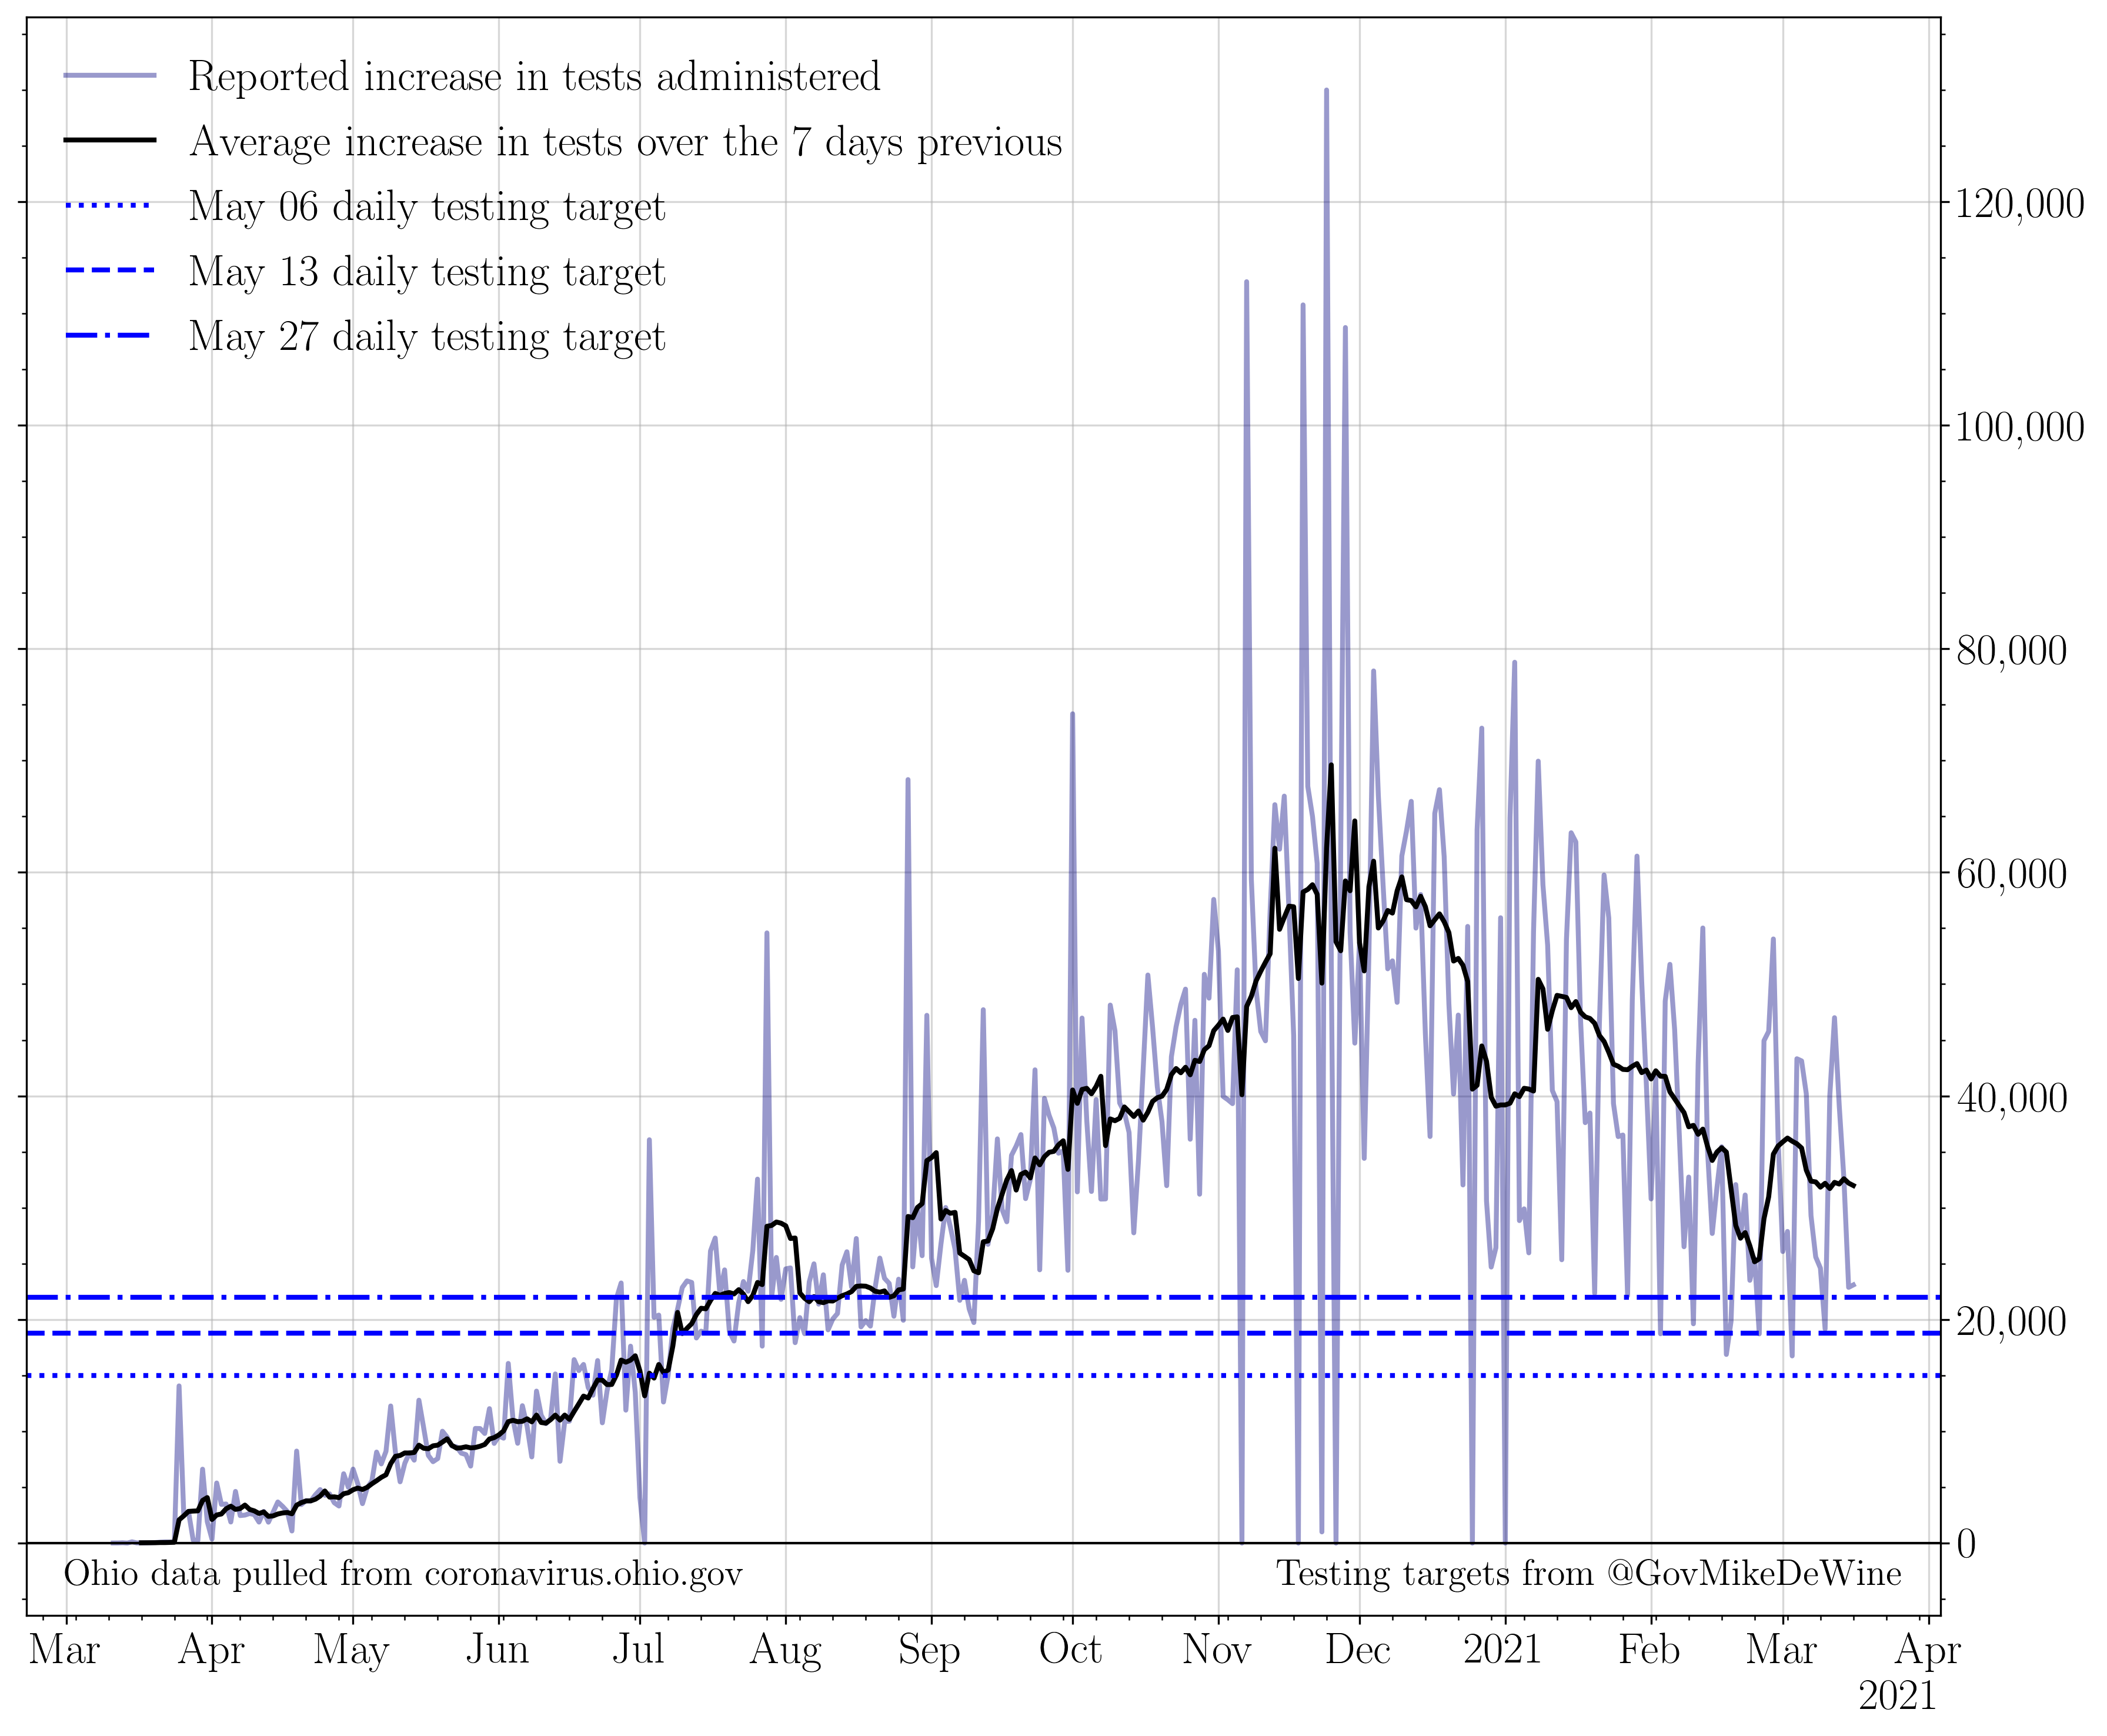 Reported increase in tests administered
Average increase in tests over the 7 days previous
May 06 daily testing target
May 13 daily testing target
May 27 daily testing target
120,000
100,000
80,000
60,000
40,000
20,000
0
Ohio data pulled from coronavirus.ohio.gov
Testing targets from @GovMikeDeWine
Mar Apr May Jun Jul Aug Sep Oct Nov Dec 2021 Feb Mar Apr
2021